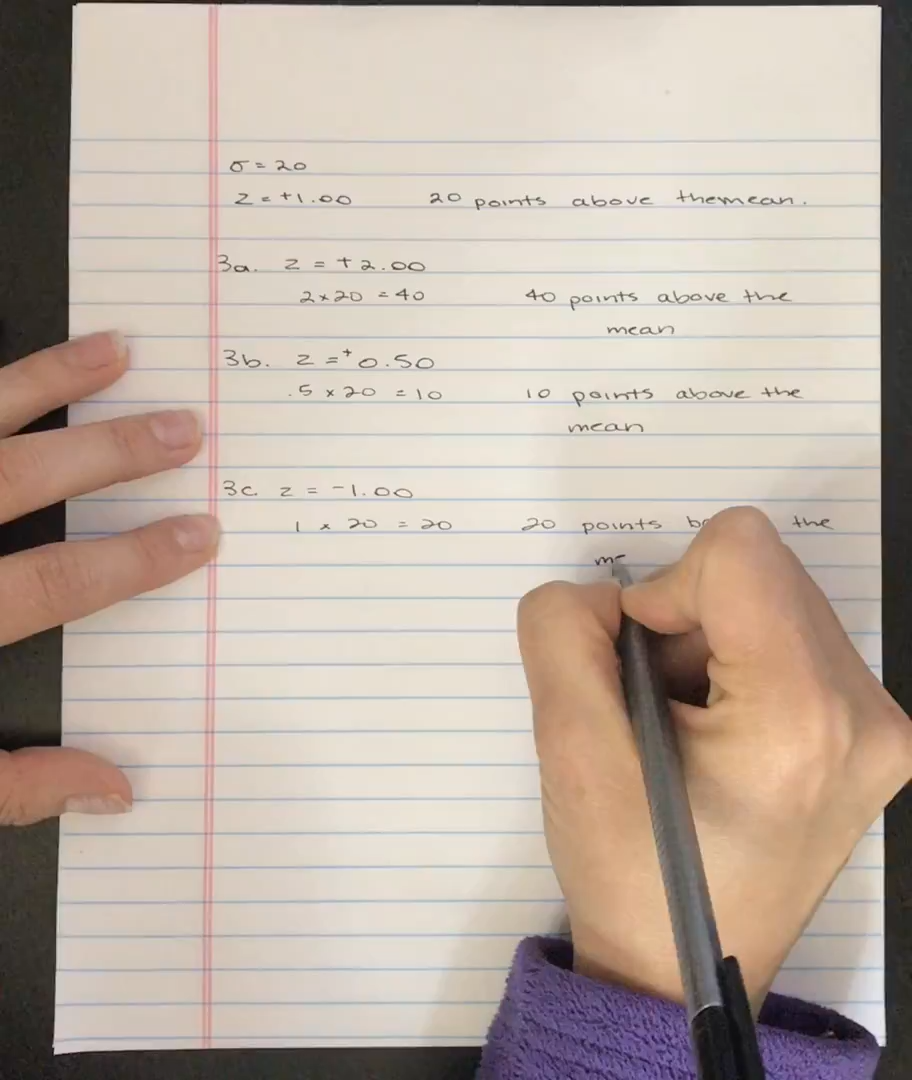 σ = 20
z = +1.00 20 points above themean.
3a. z = +2.00
2 x 20 = 40 40 points above the
mean
3b. z = +0.50
.5 x 20 = 10 10 points above the
mean
3c. z = -1.00
1 x 20 = 20 20 points the